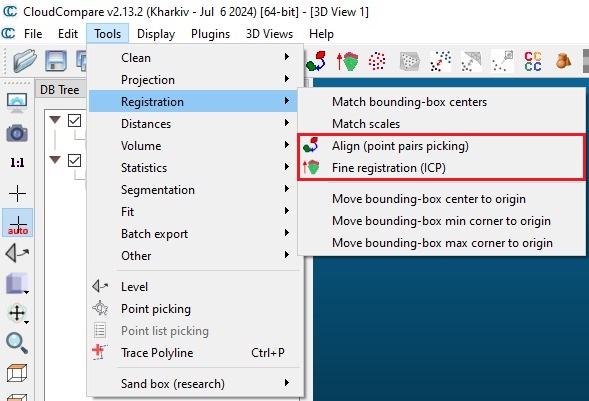 CloudCompare v2.13.2 (Kharkiv - Jul 6 2024) [64-bit] - [3D View 1]
File Edit Tools Display Plugins 3D Views Help
DB Tree
1:1
auto
Clean
Projection
Registration
Distances
Volume
Statistics
Segmentation
Fit
Batch export
Other
Level
Point picking
Point list picking
Trace Polyline Ctrl+P
Sand box (research)
Match bounding-box centers
Match scales
Align (point pairs picking)
Fine registration (ICP)
Move bounding-box center to origin
Move bounding-box min corner to origin
Move bounding-box max corner to origin
CC
CC